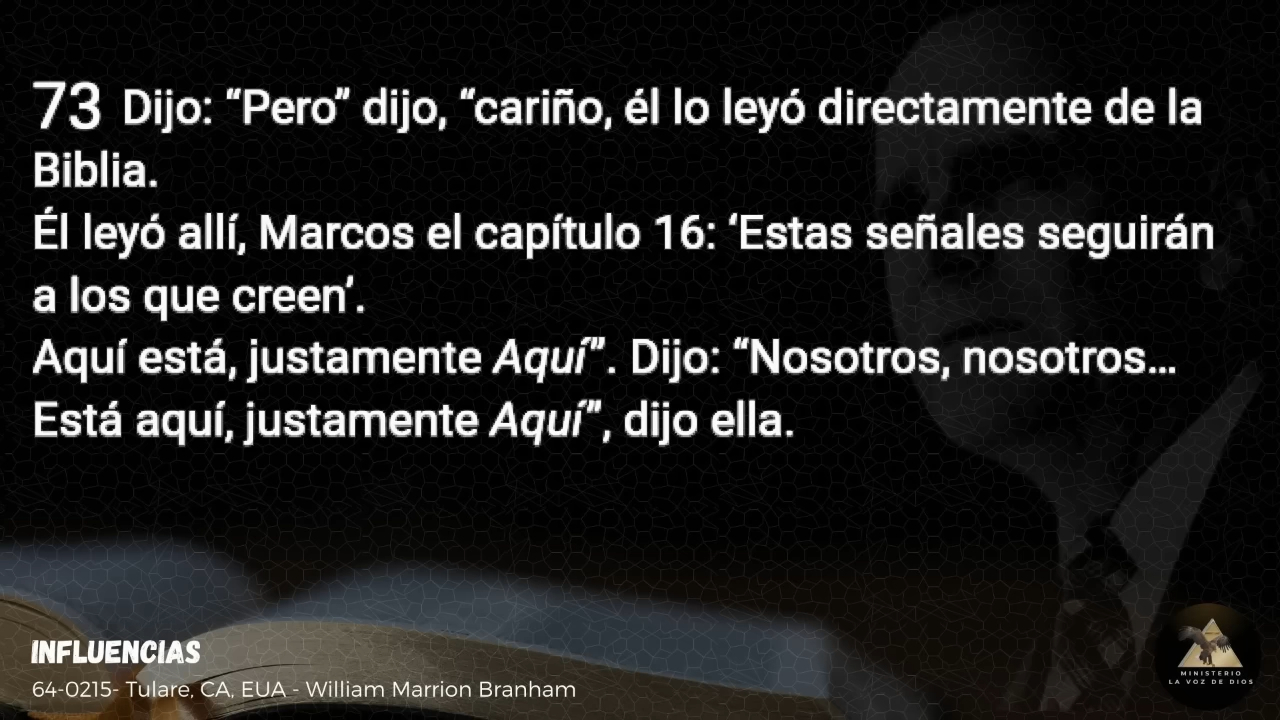 73 Dijo: “Pero” dijo, “cariño, él lo leyó directamente de la
Biblia.
Él leyó allí, Marcos el capítulo 16: ‘Estas señales seguirán
a los que creen’.
Aquí está, justamente Aquí”. Dijo: “Nosotros, nosotros...
Está aquí, justamente Aquí”, dijo ella.
INFLUENCIAS
64-0215- Tulare, CA, EUA - William Marrion Branham
MINISTERIO
LA VOZ DE DIOS